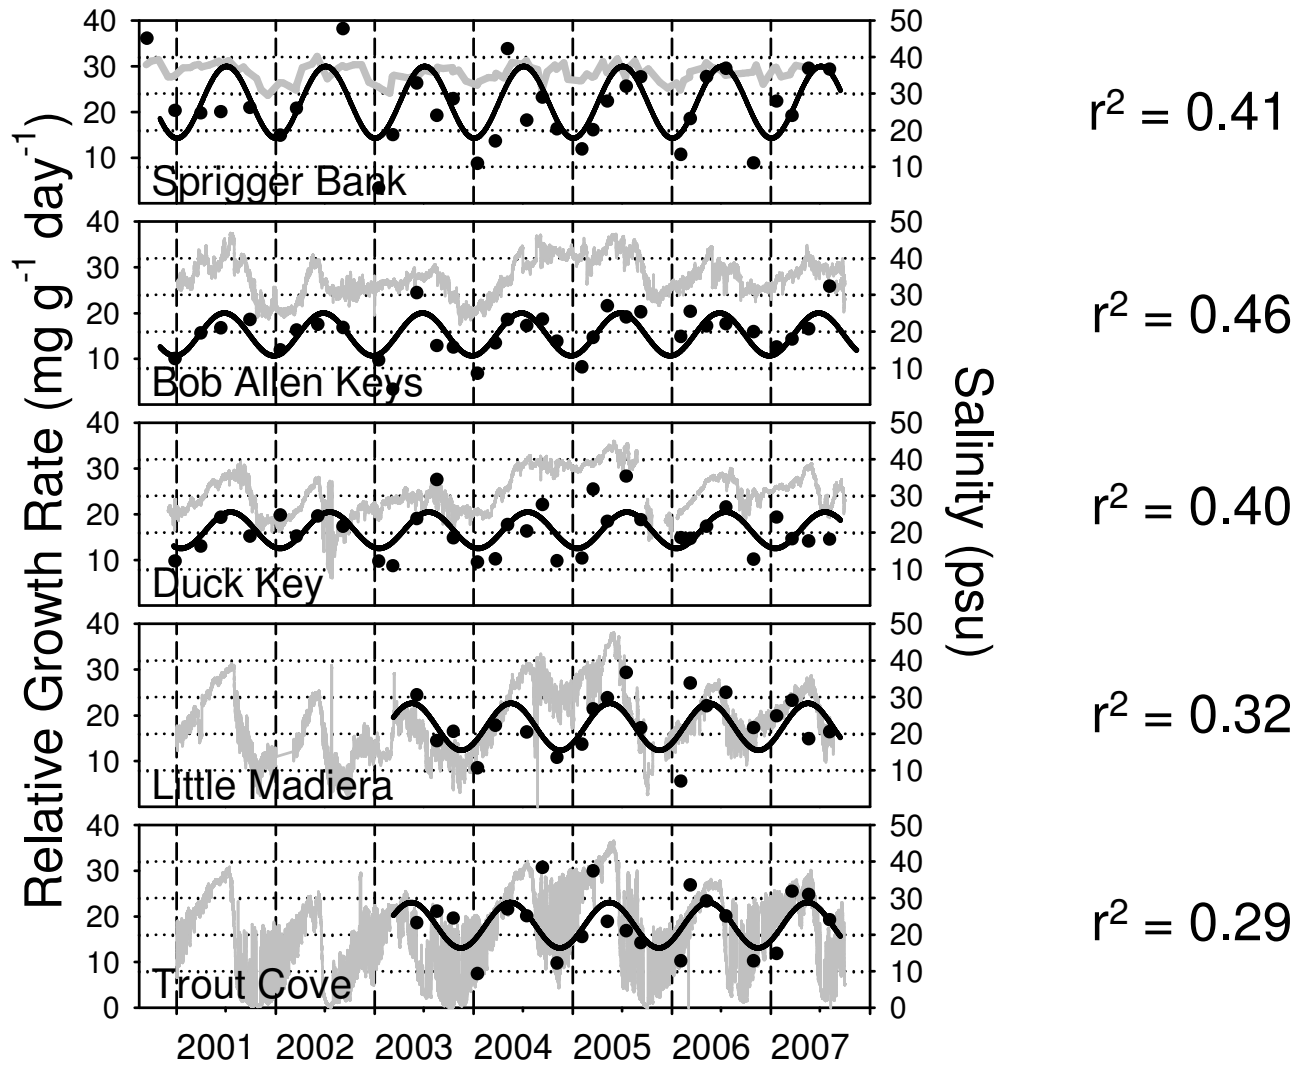 Relative Growth Rate (mg g⁻¹ day⁻¹)
Salinity (psu)
40 50
30 40
20 30
10 20
10
Sprigger Bank
r² = 0.41
40 50
30 40
20 30
10 20
10
Bob Allen Keys
r² = 0.46
40 50
30 40
20 30
10 20
10
Duck Key
r² = 0.40
40 50
30 40
20 30
10 20
10
Little Madiera
r² = 0.32
40 50
30 40
20 30
10 20
0 10
0
Trout Cove
r² = 0.29
2001 2002 2003 2004 2005 2006 2007